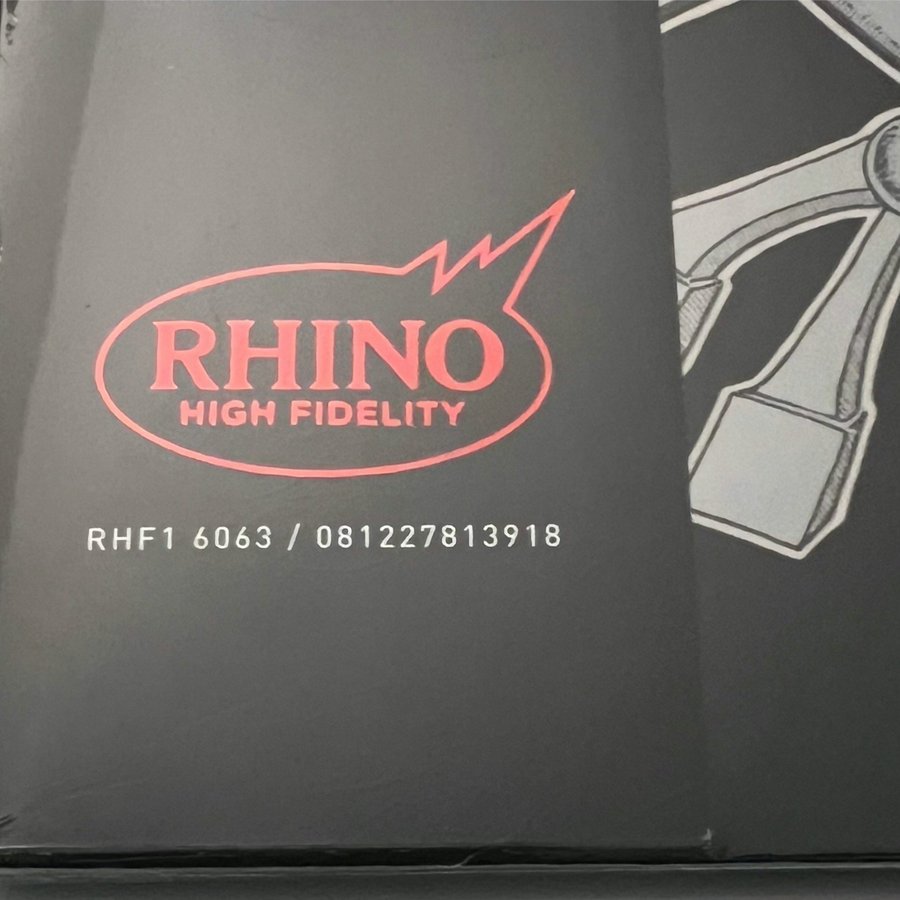 RHINO
HIGH FIDELITY
RHF1 6063 / 081227813918